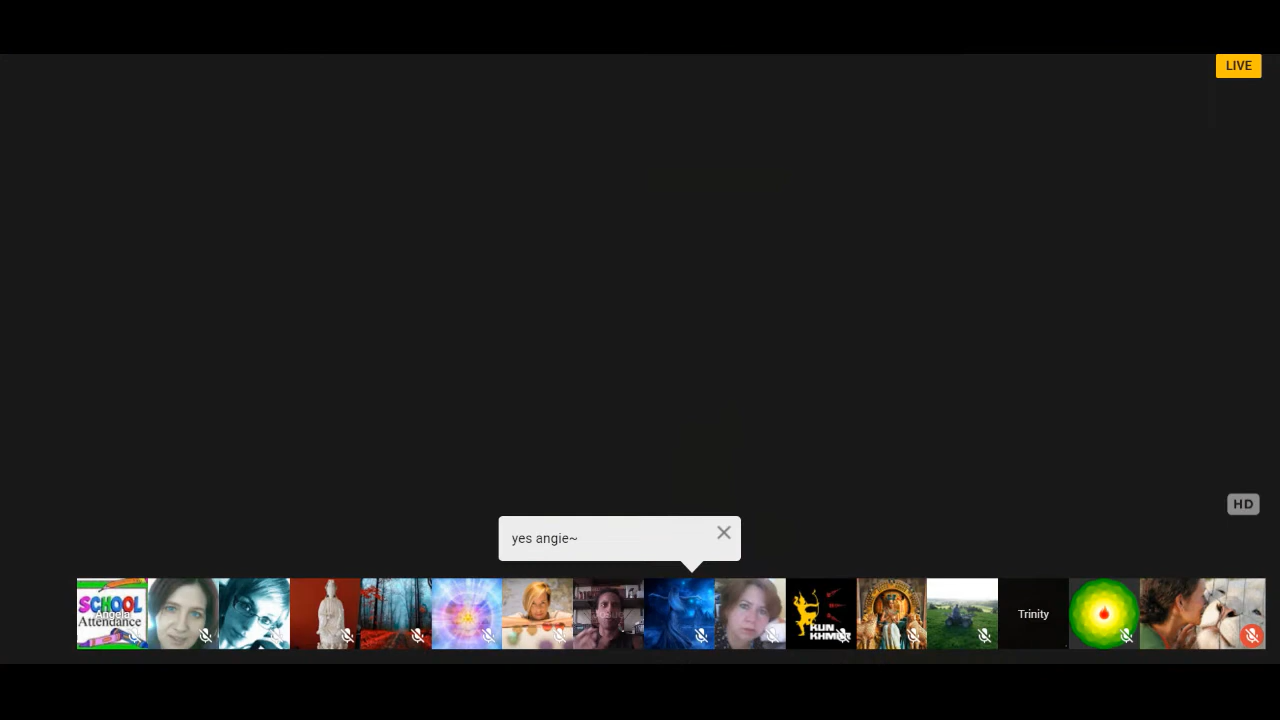 LIVE
HD
yes angie~
SCHOOL
Angela
Attendance
KUN
KHMER
Trinity